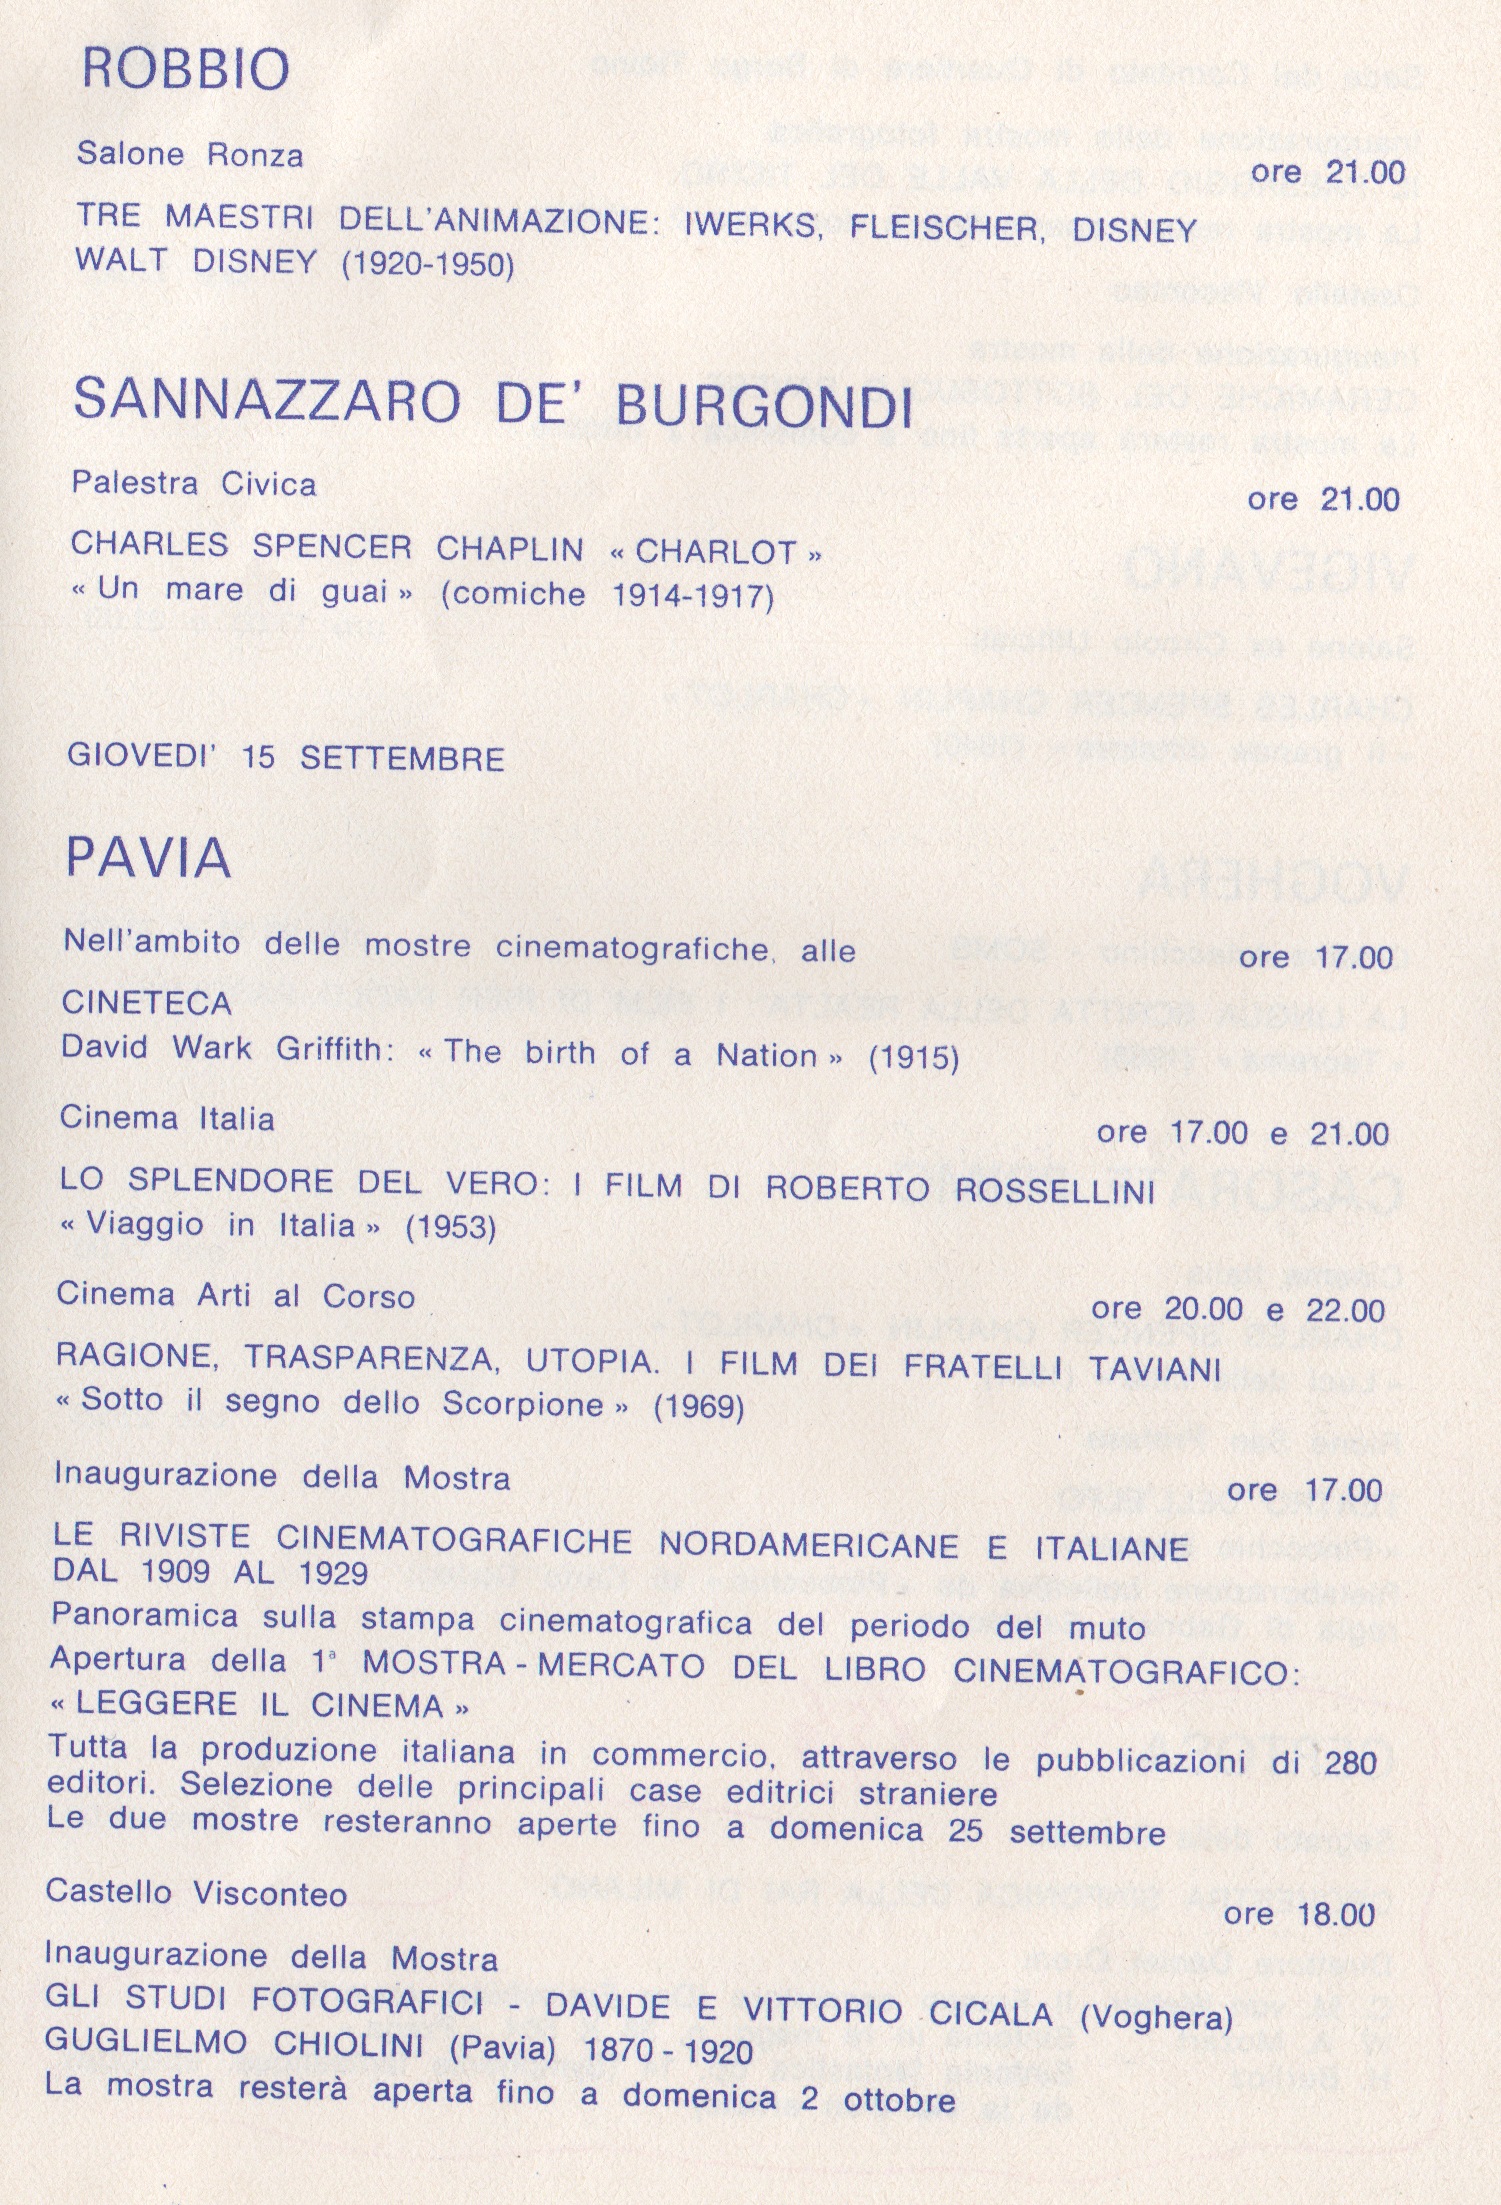 ROBBIO
Salone Ronza
ore 21.00
TRE MAESTRI DELL'ANIMAZIONE: IWERKS, FLEISCHER, DISNEY
WALT DISNEY (1920-1950)
SANNAZZARO DE' BURGONDI
Palestra Civica
ore 21.00
CHARLES SPENCER CHAPLIN « CHARLOT »
« Un mare di guai » (comiche 1914-1917)
GIOVEDI' 15 SETTEMBRE
PAVIA
Nell'ambito delle mostre cinematografiche, alle
ore 17.00
CINETECA
David Wark Griffith: « The birth of a Nation » (1915)
Cinema Italia
ore 17.00 e 21.00
LO SPLENDORE DEL VERO: I FILM DI ROBERTO ROSSELLINI
« Viaggio in Italia » (1953)
Cinema Arti al Corso
ore 20.00 e 22.00
RAGIONE, TRASPARENZA, UTOPIA. I FILM DEI FRATELLI TAVIANI
« Sotto il segno dello Scorpione » (1969)
Inaugurazione della Mostra
ore 17.00
LE RIVISTE CINEMATOGRAFICHE NORDAMERICANE E ITALIANE
DAL 1909 AL 1929
Panoramica sulla stampa cinematografica del periodo del muto
Apertura della 1ª MOSTRA - MERCATO DEL LIBRO CINEMATOGRAFICO:
« LEGGERE IL CINEMA »
Tutta la produzione italiana in commercio, attraverso le pubblicazioni di 280
editori. Selezione delle principali case editrici straniere
Le due mostre resteranno aperte fino a domenica 25 settembre
Castello Visconteo
ore 18.00
Inaugurazione della Mostra
GLI STUDI FOTOGRAFICI - DAVIDE E VITTORIO CICALA (Voghera)
GUGLIELMO CHIOLINI (Pavia) 1870 - 1920
La mostra resterà aperta fino a domenica 2 ottobre